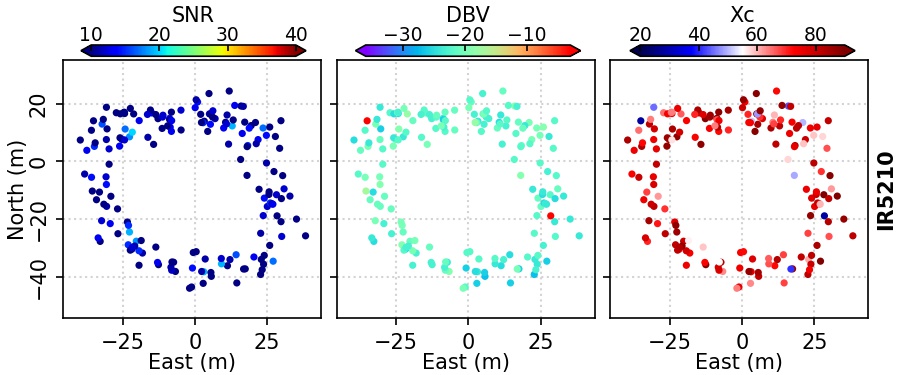 SNR DBV Xc
10 20 30 40 −30 −20 −10 20 40 60 80
20
0
−20
−40
North (m)
−25 0 25 −25 0 25 −25 0 25
East (m) East (m) East (m)
IR5210